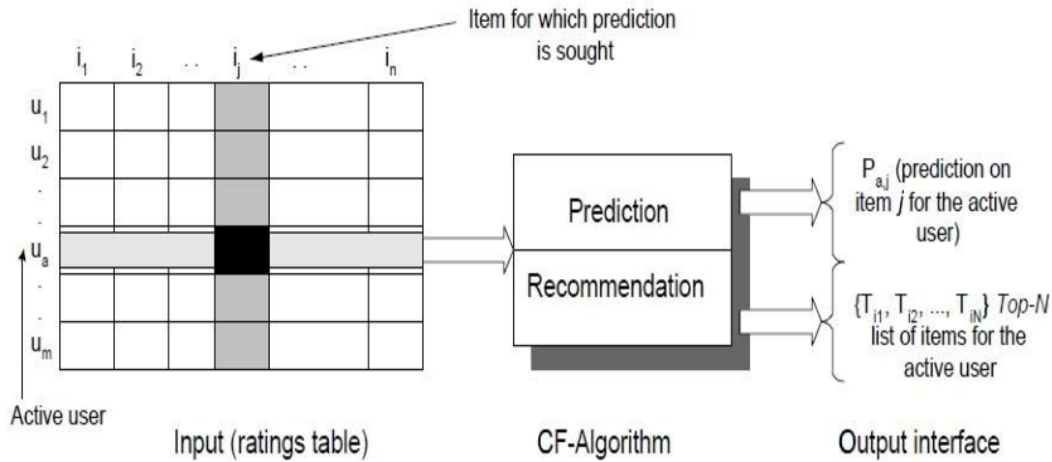 Item for which prediction
is sought
i1 i2 . . ij . . in
u1
u2
.
.
ua
.
.
um
Active user
Prediction
Recommendation
Pa,j (prediction on
item j for the active
user)
{Ti1, Ti2, ..., TiN} Top-N
list of items for the
active user
Input (ratings table) CF-Algorithm Output interface